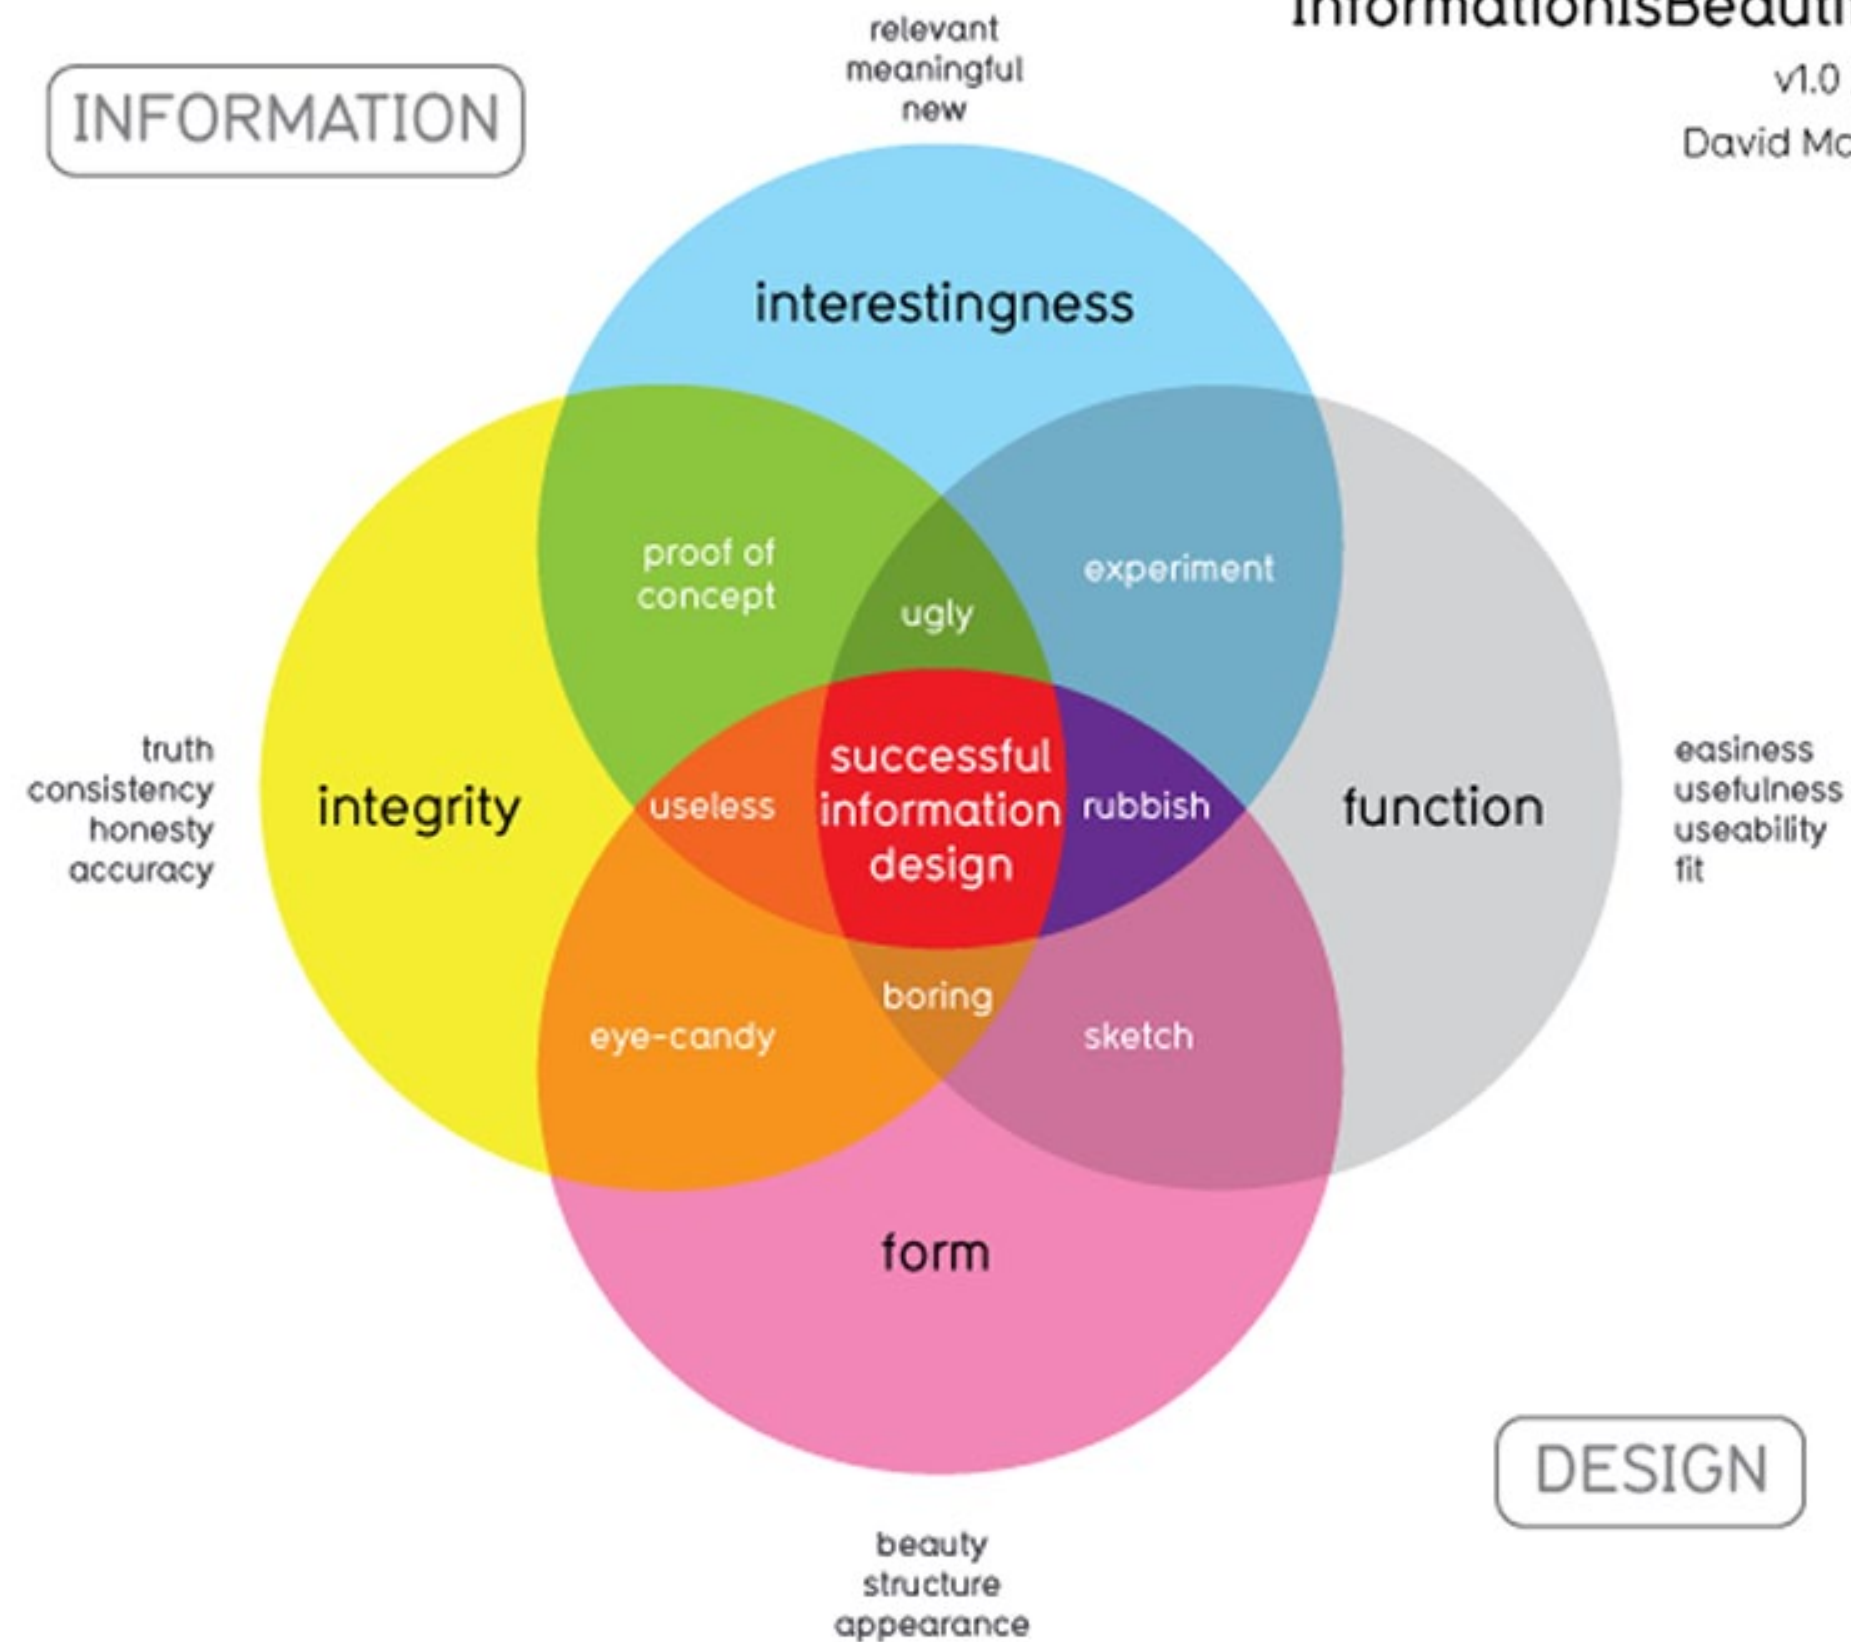 InformationIsBeauti
v1.0
David Mc
relevant
meaningful
new
INFORMATION
interestingness
proof of
concept
experiment
ugly
truth
consistency
honesty
accuracy
integrity
useless
successful
information
design
rubbish
function
easiness
usefulness
useability
fit
boring
eye-candy
sketch
form
DESIGN
beauty
structure
appearance